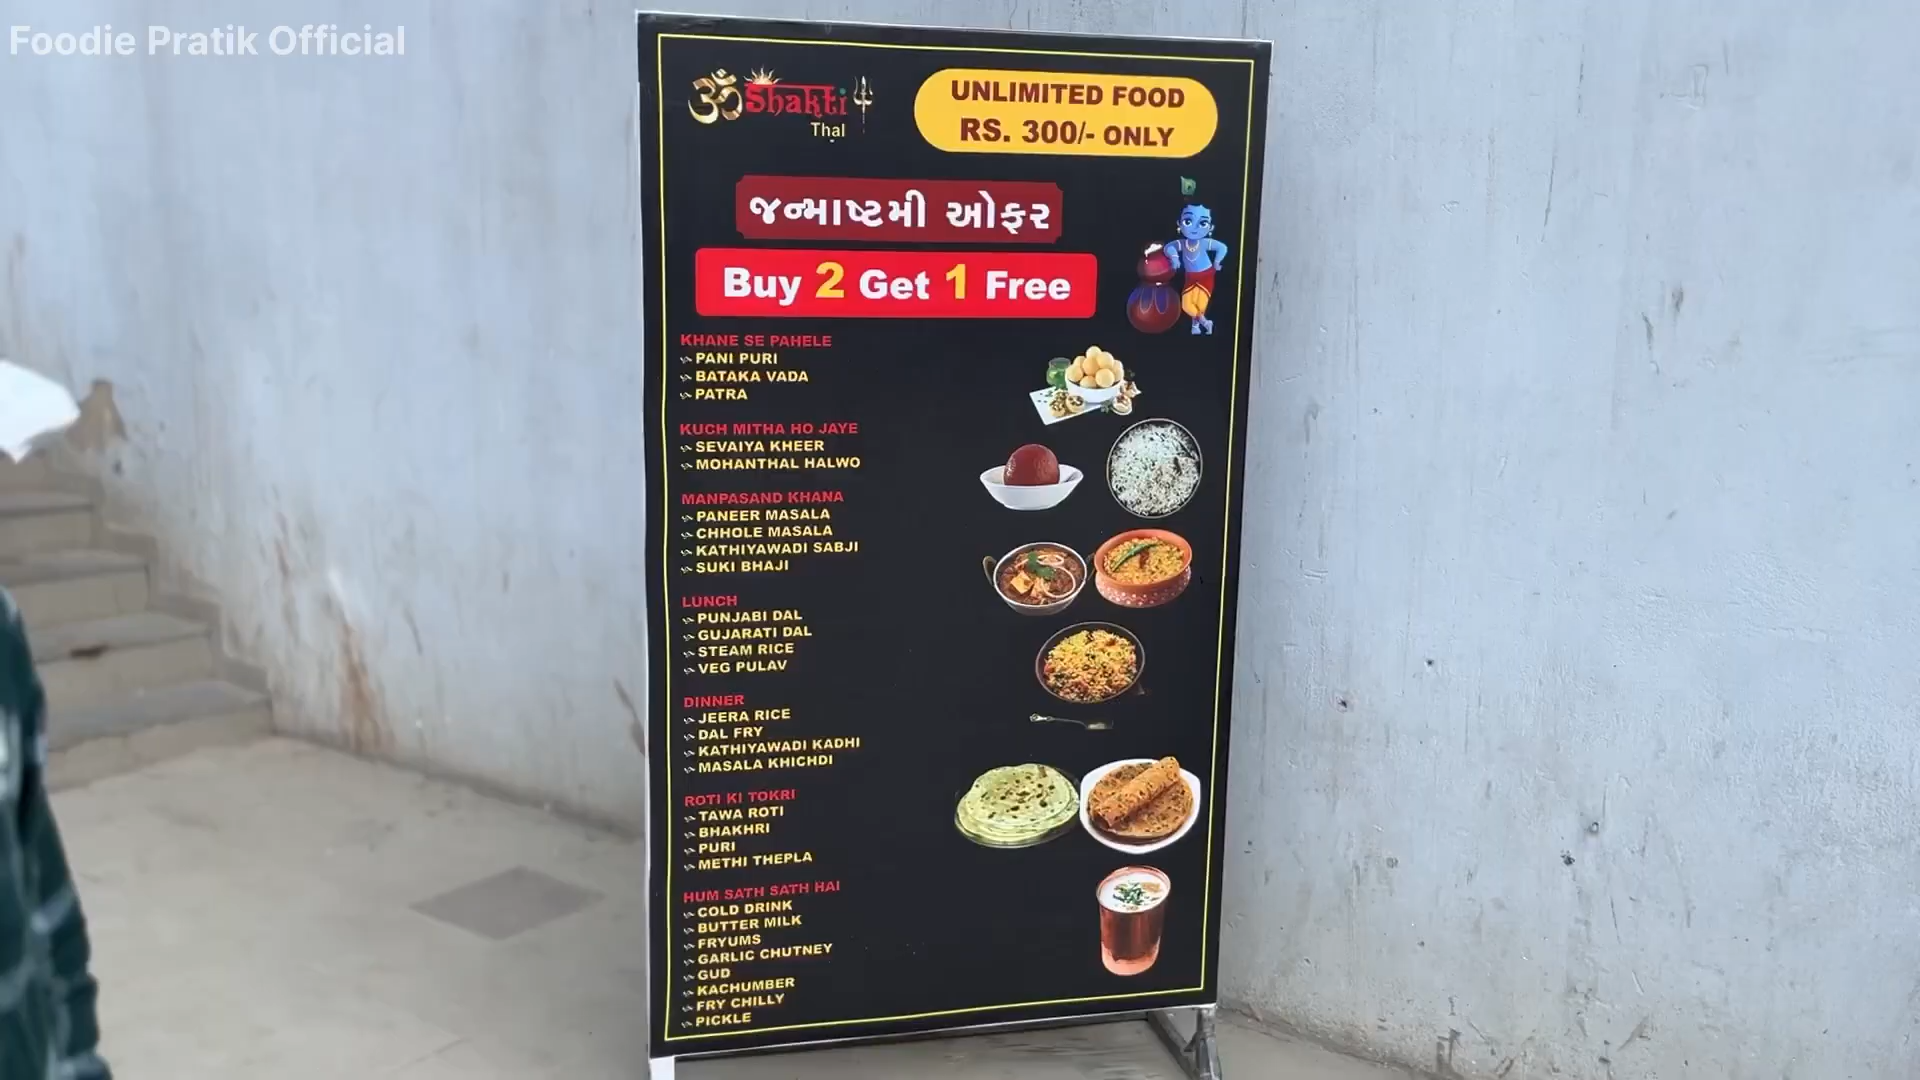 Foodie Pratik Official
ૐ Shakti
Thal
UNLIMITED FOOD
RS. 300/- ONLY
જન્માષ્ટમી ઓફર
Buy 2 Get 1 Free
KHANE SE PAHELE
PANI PURI
BATAKA VADA
PATRA
KUCH MITHA HO JAYE
SEVAIYA KHEER
MOHANTHAL HALWO
MANPASAND KHANA
PANEER MASALA
CHHOLE MASALA
KATHIYAWADI SABJI
SUKI BHAJI
LUNCH
PUNJABI DAL
GUJARATI DAL
STEAM RICE
VEG PULAV
DINNER
JEERA RICE
DAL FRY
KATHIYAWADI KADHI
MASALA KHICHDI
ROTI KI TOKRI
TAWA ROTI
BHAKHRI
PURI
METHI THEPLA
HUM SATH SATH HAI
COLD DRINK
BUTTER MILK
FRYUMS
GARLIC CHUTNEY
GUD
KACHUMBER
FRY CHILLY
PICKLE